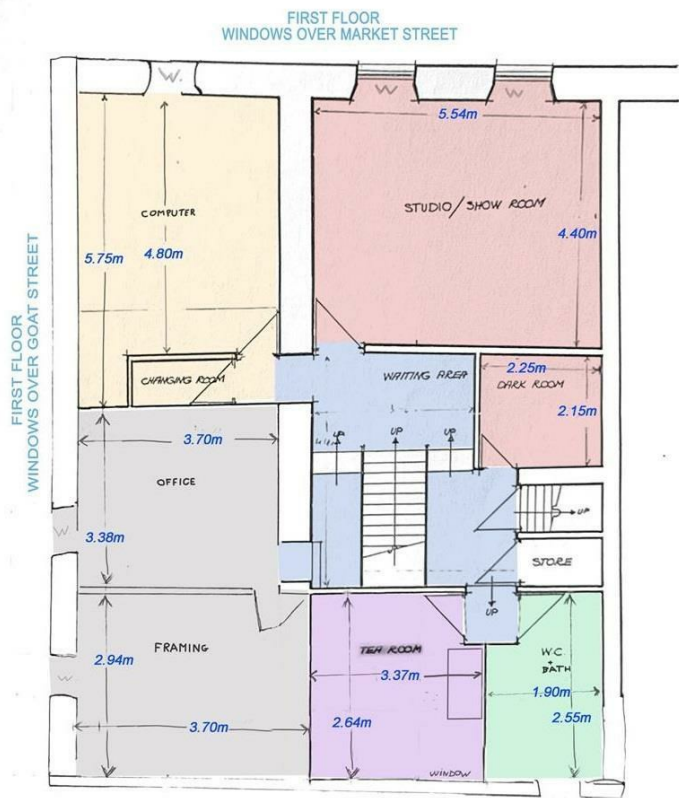 FIRST FLOOR
WINDOWS OVER MARKET STREET
W.
W
W
5.54m
COMPUTER
STUDIO/SHOW ROOM
4.40m
5.75m
4.80m
FIRST FLOOR
WINDOWS OVER GOAT STREET
CHANGING ROOM
WAITING AREA
2.25m
DARK ROOM
2.15m
3.70m
UP
UP
UP
OFFICE
UP
W
3.38m
STORE
UP
FRAMING
TEA ROOM
W.C
+
BATH
2.94m
W
3.37m
1.90m
3.70m
2.64m
2.55m
WINDOW